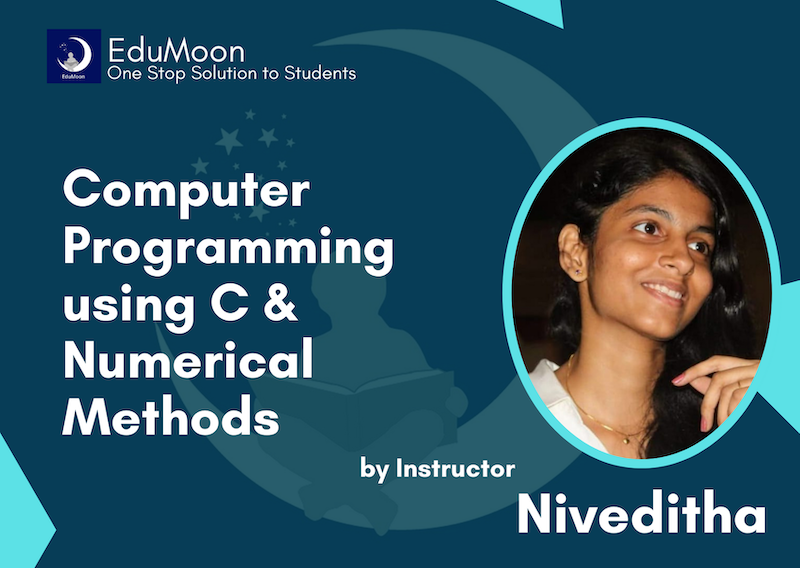 EduMoon
One Stop Solution to Students
EduMoon
Computer
Programming
using C &
Numerical
Methods
by Instructor
Niveditha